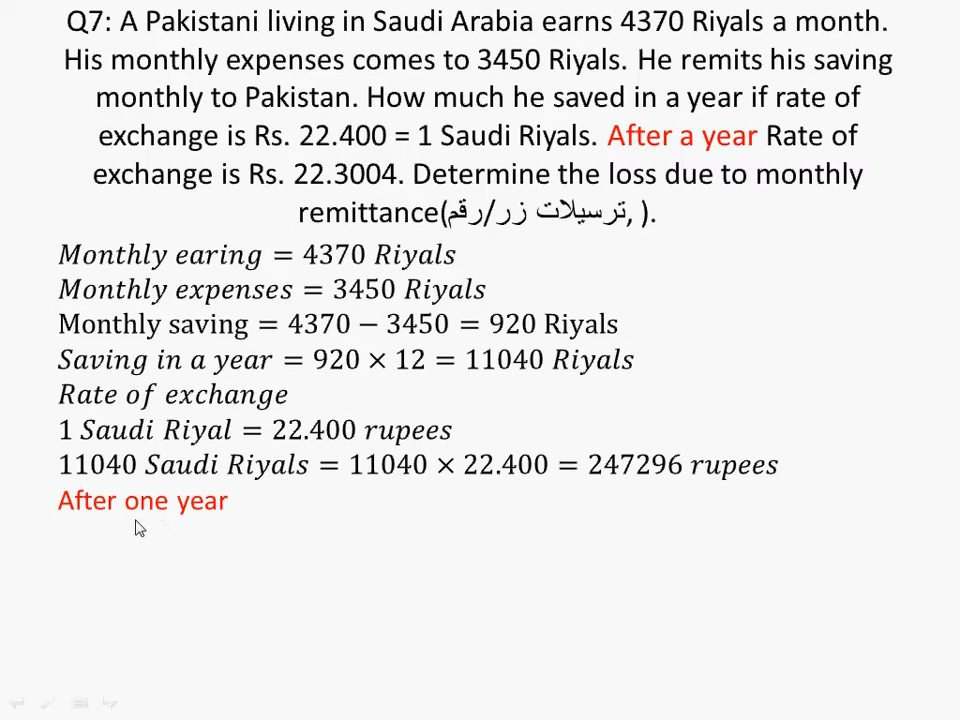 Q7: A Pakistani living in Saudi Arabia earns 4370 Riyals a month.
His monthly expenses comes to 3450 Riyals. He remits his saving
monthly to Pakistan. How much he saved in a year if rate of
exchange is Rs. 22.400 = 1 Saudi Riyals. After a year Rate of
exchange is Rs. 22.3004. Determine the loss due to monthly
remittance(ترسیلات زر/رقم, ).
Monthly earing = 4370 Riyals
Monthly expenses = 3450 Riyals
Monthly saving = 4370 − 3450 = 920 Riyals
Saving in a year = 920 × 12 = 11040 Riyals
Rate of exchange
1 Saudi Riyal = 22.400 rupees
11040 Saudi Riyals = 11040 × 22.400 = 247296 rupees
After one year